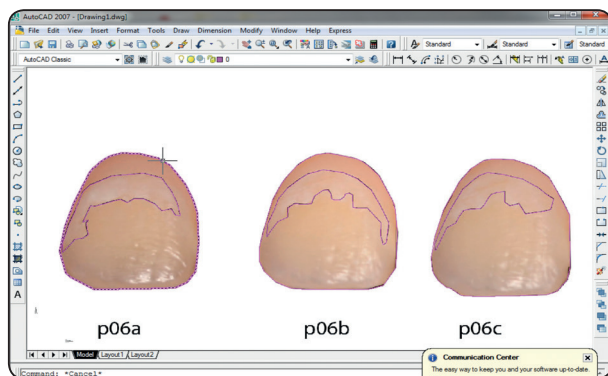 AutoCAD 2007 - [Drawing1.dwg]
File Edit View Insert Format Tools Draw Dimension Modify Window Help Express
Standard Standard Standard
AutoCAD Classic 0
p06a p06b p06c
Model Layout1 Layout2
Communication Center
The easy way to keep you and your software up-to-date.
Command: *Cancel*